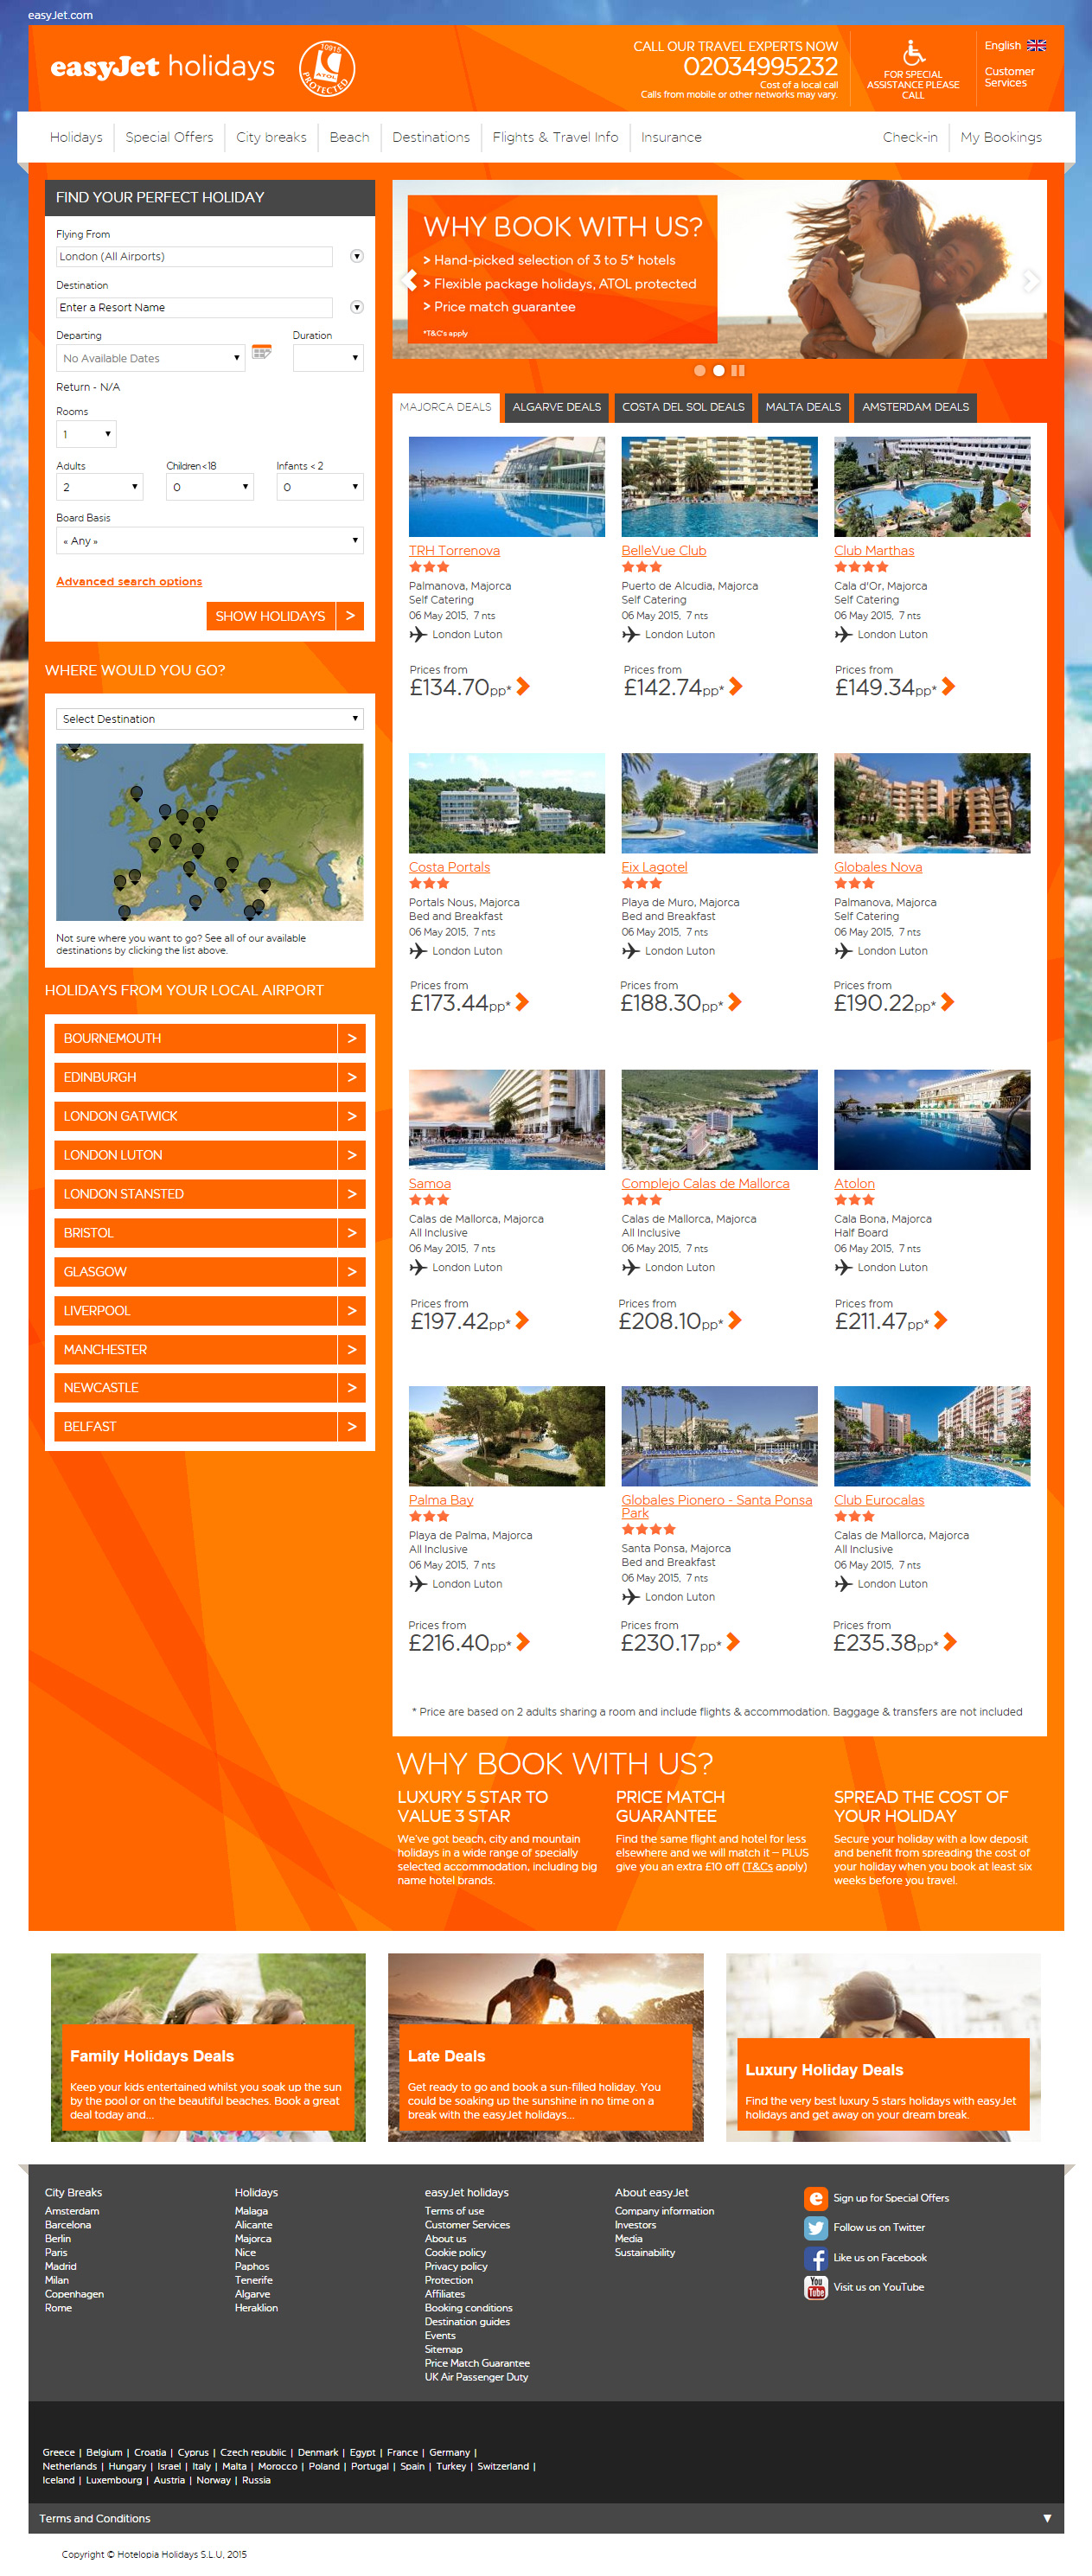 easyJet.com
easyJet holidays
10915
ATOL
PROTECTED
CALL OUR TRAVEL EXPERTS NOW
02034995232
Cost of a local call
Calls from mobile or other networks may vary.
FOR SPECIAL
ASSISTANCE PLEASE
CALL
English
Customer
Services
Holidays
Special Offers
City breaks
Beach
Destinations
Flights & Travel Info
Insurance
Check-in
My Bookings
FIND YOUR PERFECT HOLIDAY
Flying From
London (All Airports)
Destination
Enter a Resort Name
Departing
Duration
No Available Dates
Return - N/A
Rooms
1
Adults
Children<18
Infants < 2
2
0
0
Board Basis
« Any »
Advanced search options
SHOW HOLIDAYS >
WHERE WOULD YOU GO?
Select Destination
Not sure where you want to go? See all of our available
destinations by clicking the list above.
HOLIDAYS FROM YOUR LOCAL AIRPORT
BOURNEMOUTH >
EDINBURGH >
LONDON GATWICK >
LONDON LUTON >
LONDON STANSTED >
BRISTOL >
GLASGOW >
LIVERPOOL >
MANCHESTER >
NEWCASTLE >
BELFAST >
WHY BOOK WITH US?
> Hand-picked selection of 3 to 5* hotels
> Flexible package holidays, ATOL protected
> Price match guarantee
*T&C's apply
MAJORCA DEALS
ALGARVE DEALS
COSTA DEL SOL DEALS
MALTA DEALS
AMSTERDAM DEALS
TRH Torrenova
Palmanova, Majorca
Self Catering
06 May 2015, 7 nts
London Luton
Prices from
£134.70pp*
BelleVue Club
Puerto de Alcudia, Majorca
Self Catering
06 May 2015, 7 nts
London Luton
Prices from
£142.74pp*
Club Marthas
Cala d'Or, Majorca
Self Catering
06 May 2015, 7 nts
London Luton
Prices from
£149.34pp*
Costa Portals
Portals Nous, Majorca
Bed and Breakfast
06 May 2015, 7 nts
London Luton
Prices from
£173.44pp*
Eix Lagotel
Playa de Muro, Majorca
Bed and Breakfast
06 May 2015, 7 nts
London Luton
Prices from
£188.30pp*
Globales Nova
Palmanova, Majorca
Self Catering
06 May 2015, 7 nts
London Luton
Prices from
£190.22pp*
Samoa
Calas de Mallorca, Majorca
All Inclusive
06 May 2015, 7 nts
London Luton
Prices from
£197.42pp*
Complejo Calas de Mallorca
Calas de Mallorca, Majorca
All Inclusive
06 May 2015, 7 nts
London Luton
Prices from
£208.10pp*
Atolon
Cala Bona, Majorca
Half Board
06 May 2015, 7 nts
London Luton
Prices from
£211.47pp*
Palma Bay
Playa de Palma, Majorca
All Inclusive
06 May 2015, 7 nts
London Luton
Prices from
£216.40pp*
Globales Pionero - Santa Ponsa
Park
Santa Ponsa, Majorca
Bed and Breakfast
06 May 2015, 7 nts
London Luton
Prices from
£230.17pp*
Club Eurocalas
Calas de Mallorca, Majorca
All Inclusive
06 May 2015, 7 nts
London Luton
Prices from
£235.38pp*
* Price are based on 2 adults sharing a room and include flights & accommodation. Baggage & transfers are not included
WHY BOOK WITH US?
LUXURY 5 STAR TO
VALUE 3 STAR
We've got beach, city and mountain
holidays in a wide range of specially
selected accommodation, including big
name hotel brands.
PRICE MATCH
GUARANTEE
Find the same flight and hotel for less
elsewhere and we will match it – PLUS
give you an extra £10 off (T&Cs apply)
SPREAD THE COST OF
YOUR HOLIDAY
Secure your holiday with a low deposit
and benefit from spreading the cost of
your holiday when you book at least six
weeks before you travel.
Family Holidays Deals
Keep your kids entertained whilst you soak up the sun
by the pool or on the beautiful beaches. Book a great
deal today and...
Late Deals
Get ready to go and book a sun-filled holiday. You
could be soaking up the sunshine in no time on a
break with the easyJet holidays...
Luxury Holiday Deals
Find the very best luxury 5 stars holidays with easyJet
holidays and get away on your dream break.
City Breaks
Amsterdam
Barcelona
Berlin
Paris
Madrid
Milan
Copenhagen
Rome
Holidays
Malaga
Alicante
Majorca
Nice
Paphos
Tenerife
Algarve
Heraklion
easyJet holidays
Terms of use
Customer Services
About us
Cookie policy
Privacy policy
Protection
Affiliates
Booking conditions
Destination guides
Events
Sitemap
Price Match Guarantee
UK Air Passenger Duty
About easyJet
Company information
Investors
Media
Sustainability
e Sign up for Special Offers
Follow us on Twitter
f Like us on Facebook
You Tube Visit us on YouTube
Greece | Belgium | Croatia | Cyprus | Czech republic | Denmark | Egypt | France | Germany |
Netherlands | Hungary | Israel | Italy | Malta | Morocco | Poland | Portugal | Spain | Turkey | Switzerland |
Iceland | Luxembourg | Austria | Norway | Russia
Terms and Conditions
Copyright © Hotelopia Holidays S.L.U, 2015